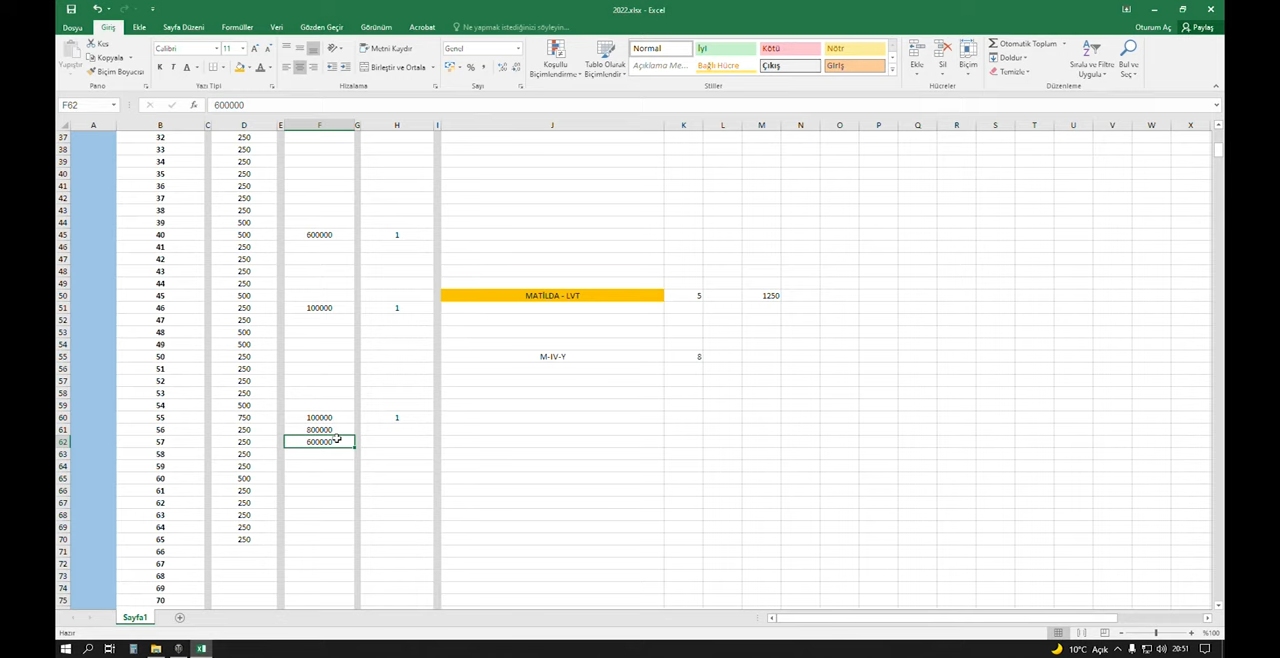 2022.xlsx - Excel
Oturum Aç Paylaş
Dosya Giriş Ekle Sayfa Düzeni Formüller Veri Gözden Geçir Görünüm Acrobat Ne yapmak istediğinizi söyleyin...
Yapıştır Kes Kopyala Biçim Boyacısı
Pano
Calibri 11
K T A
Yazı Tipi
Metni Kaydır
Birleştir ve Ortala
Hizalama
Genel
%
Sayı
Koşullu Biçimlendirme
Tablo Olarak Biçimlendir
Normal İyi Kötü Nötr
Açıklama Me... Bağlı Hücre Çıkış Giriş
Stiller
Ekle Sil Biçim
Hücreler
Otomatik Toplam
Doldur
Temizle
Sırala ve Filtre Uygula
Bul ve Seç
Düzenleme
F62 fx 600000
A B C D E F G H I J K L M N O P Q R S T U V W X
37 32 250
38 33 250
39 34 250
40 35 250
41 36 250
42 37 250
43 38 250
44 39 500
45 40 500 600000 1
46 41 250
47 42 250
48 43 250
49 44 250
50 45 500 MATİLDA - LVT 5 1250
51 46 250 100000 1
52 47 250
53 48 500
54 49 500
55 50 250 M-IV-Y 8
56 51 250
57 52 250
58 53 250
59 54 500
60 55 750 100000 1
61 56 250 800000
62 57 250 600000
63 58 250
64 59 250
65 60 500
66 61 250
67 62 250
68 63 250
69 64 250
70 65 250
71 66
72 67
73 68
74 69
75 70
Sayfa1
Hazır
%100
10°C Açık 20:51